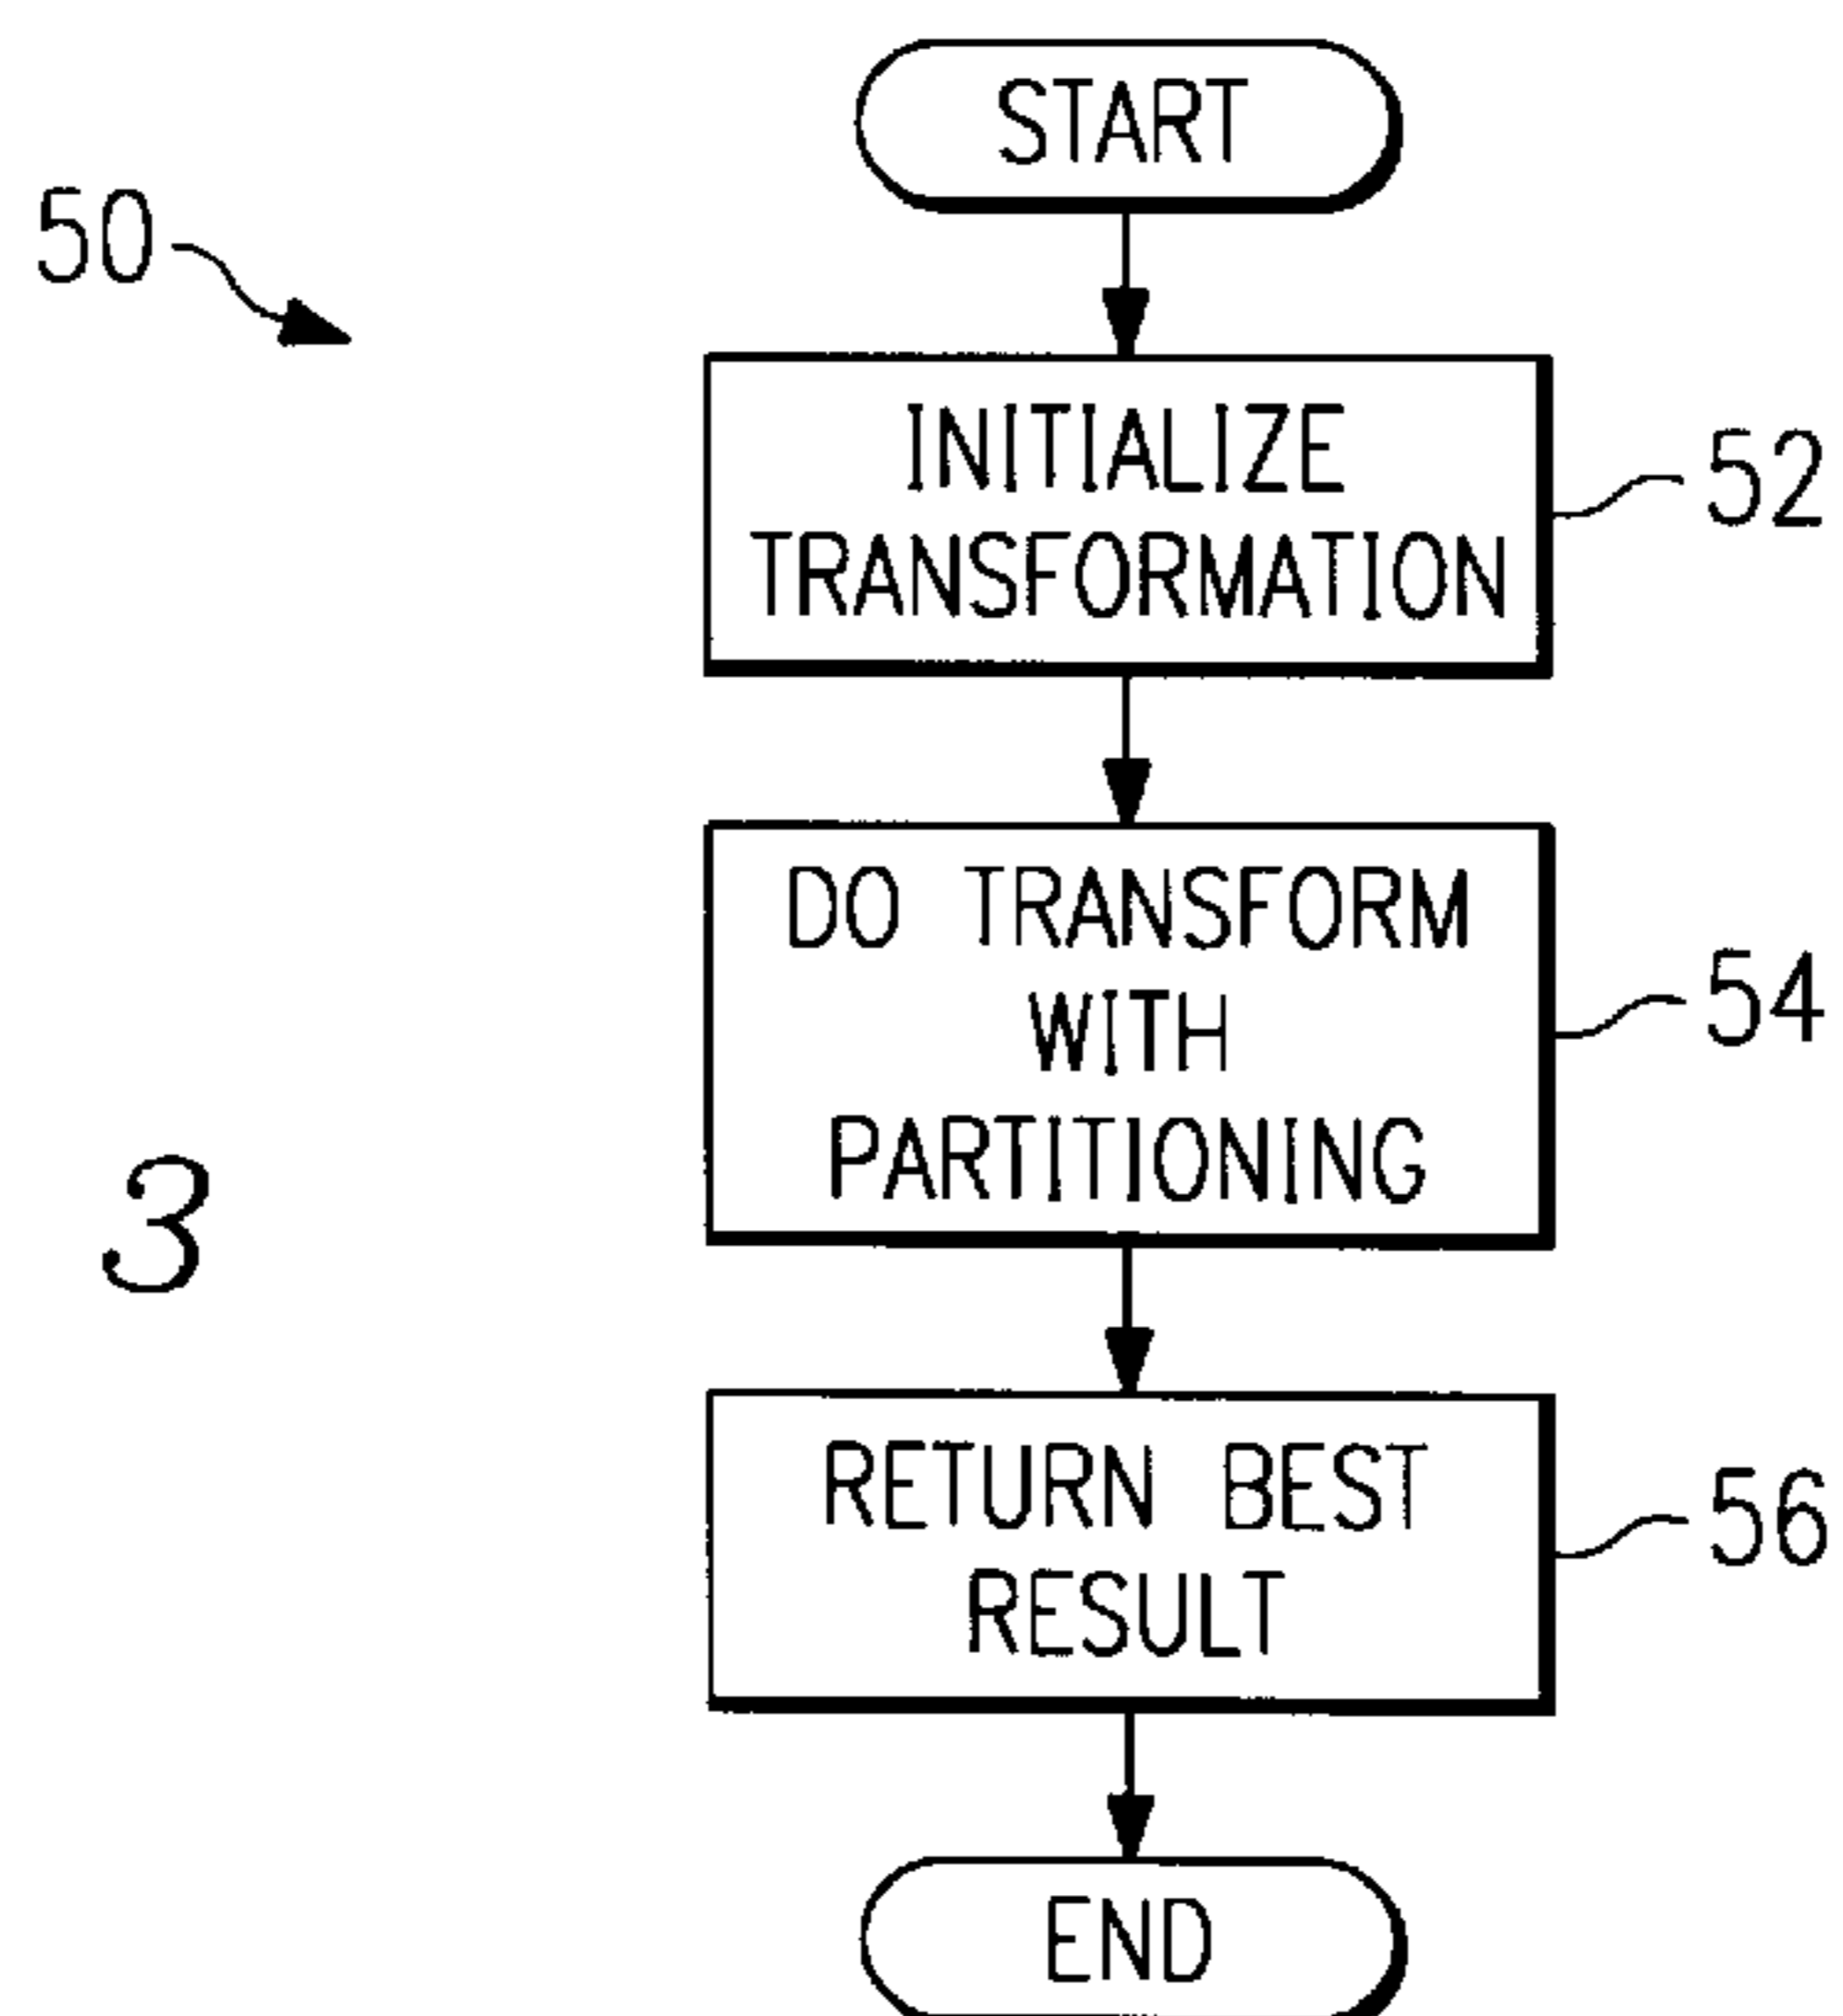 START
50
INITIALIZE
TRANSFORMATION
52
DO TRANSFORM
WITH
PARTITIONING
54
3
RETURN BEST
RESULT
56
END